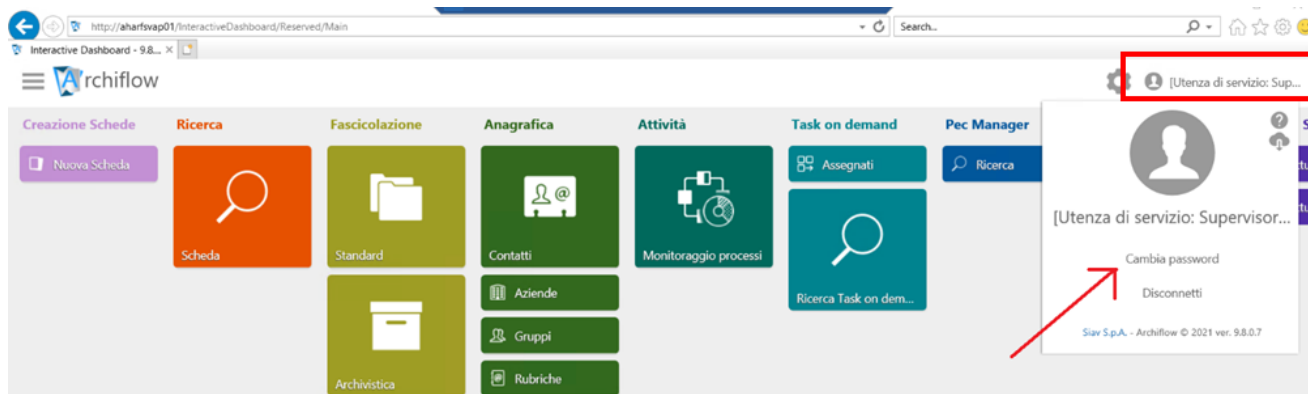 http://aharfsvap01/InteractiveDashboard/Reserved/Main
Search...
Interactive Dashboard - 9.8...
Archiflow
[Utenza di servizio: Sup...
Creazione Schede
Ricerca
Fascicolazione
Anagrafica
Attività
Task on demand
Pec Manager
Nuova Scheda
Scheda
Standard
Archivistica
Contatti
Aziende
Gruppi
Rubriche
Monitoraggio processi
Assegnati
Ricerca Task on dem...
Ricerca
[Utenza di servizio: Supervisor...
Cambia password
Disconnetti
Siav S.p.A. - Archiflow © 2021 ver. 9.8.0.7